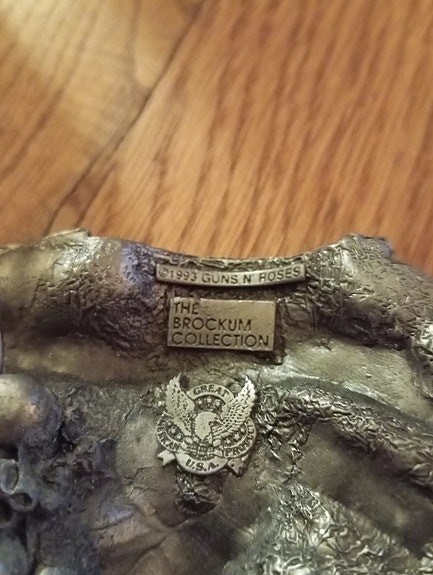 ©1993 GUNS N' ROSES
THE
BROCKUM
COLLECTION
GREAT
U.S.A.